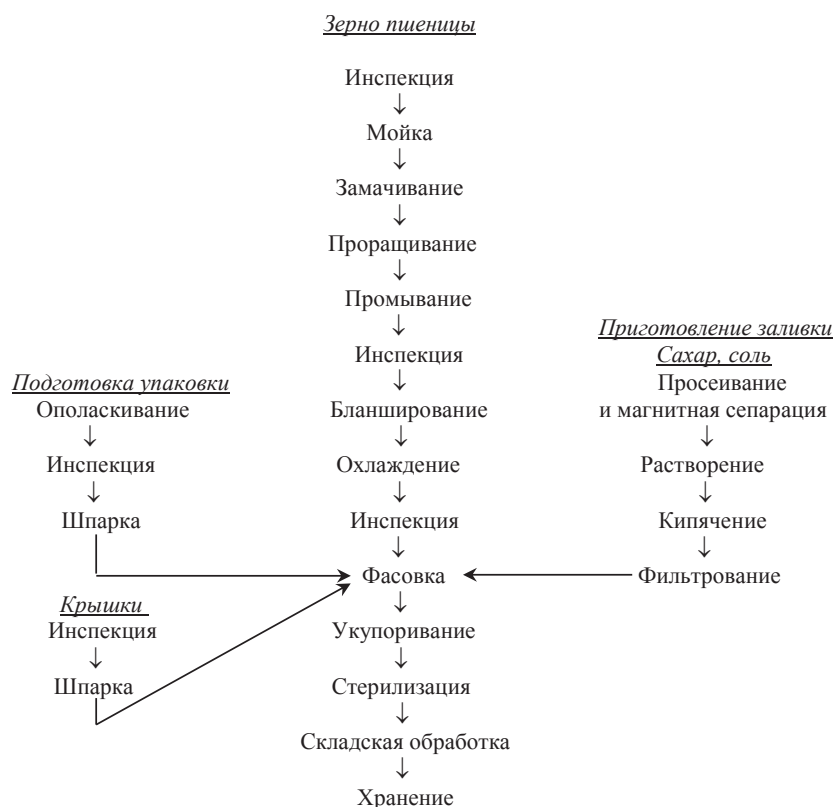 Зерно пшеницы
Инспекция
↓
Мойка
↓
Замачивание
↓
Проращивание
↓
Промывание
↓
Инспекция
↓
Бланширование
↓
Охлаждение
↓
Инспекция
↓
Фасовка
↓
Укупоривание
↓
Стерилизация
↓
Складская обработка
↓
Хранение
Подготовка упаковки
Ополаскивание
↓
Инспекция
↓
Шпарка
Крышки
Инспекция
↓
Шпарка
Приготовление заливки
Сахар, соль
Просеивание
и магнитная сепарация
↓
Растворение
↓
Кипячение
↓
Фильтрование